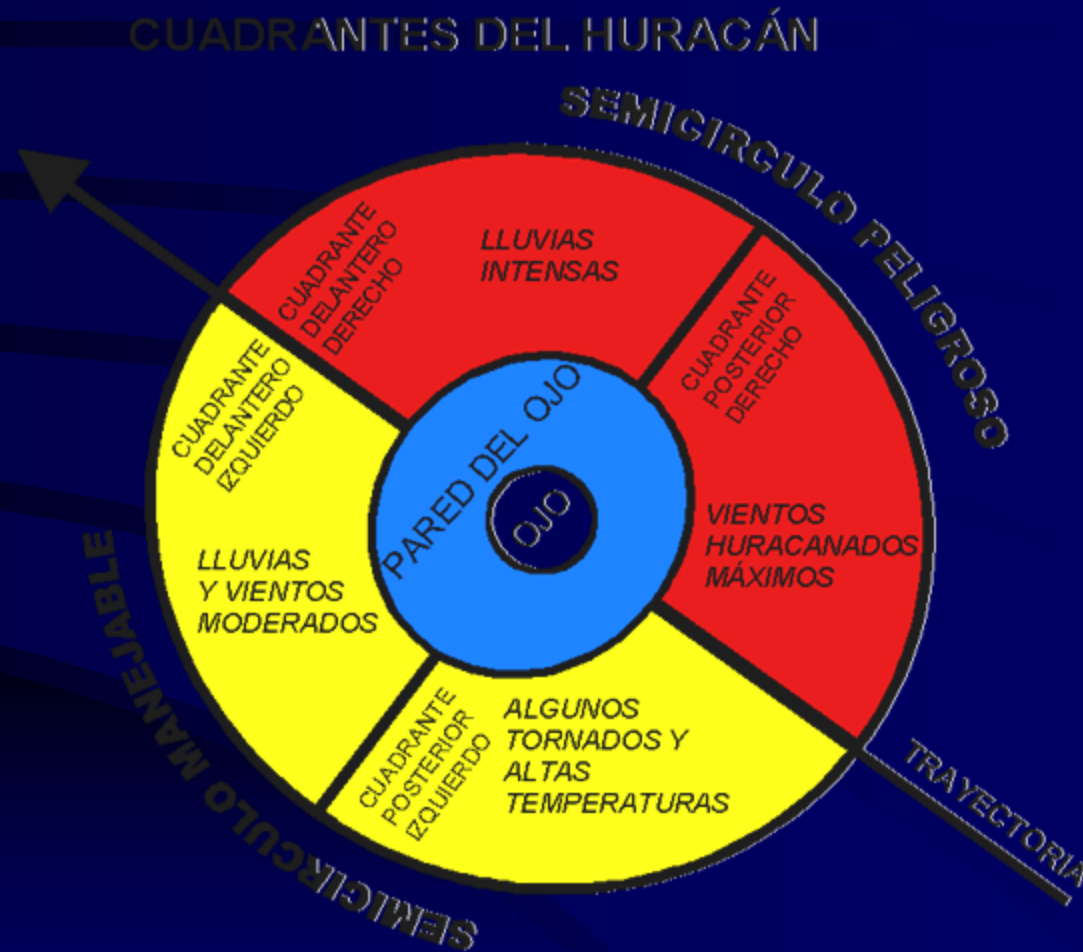 CUADRANTES DEL HURACÁN
SEMICIRCULO PELIGROSO
CUADRANTE
DELANTERO
DERECHO
LLUVIAS
INTENSAS
CUADRANTE
POSTERIOR
DERECHO
VIENTOS
HURACANADOS
MÁXIMOS
CUADRANTE
DELANTERO
IZQUIERDO
LLUVIAS
Y VIENTOS
MODERADOS
PARED DEL OJO
OJO
CUADRANTE
POSTERIOR
IZQUIERDO
ALGUNOS
TORNADOS Y
ALTAS
TEMPERATURAS
SEMICIRCULO MANEJABLE
TRAYECTORIA